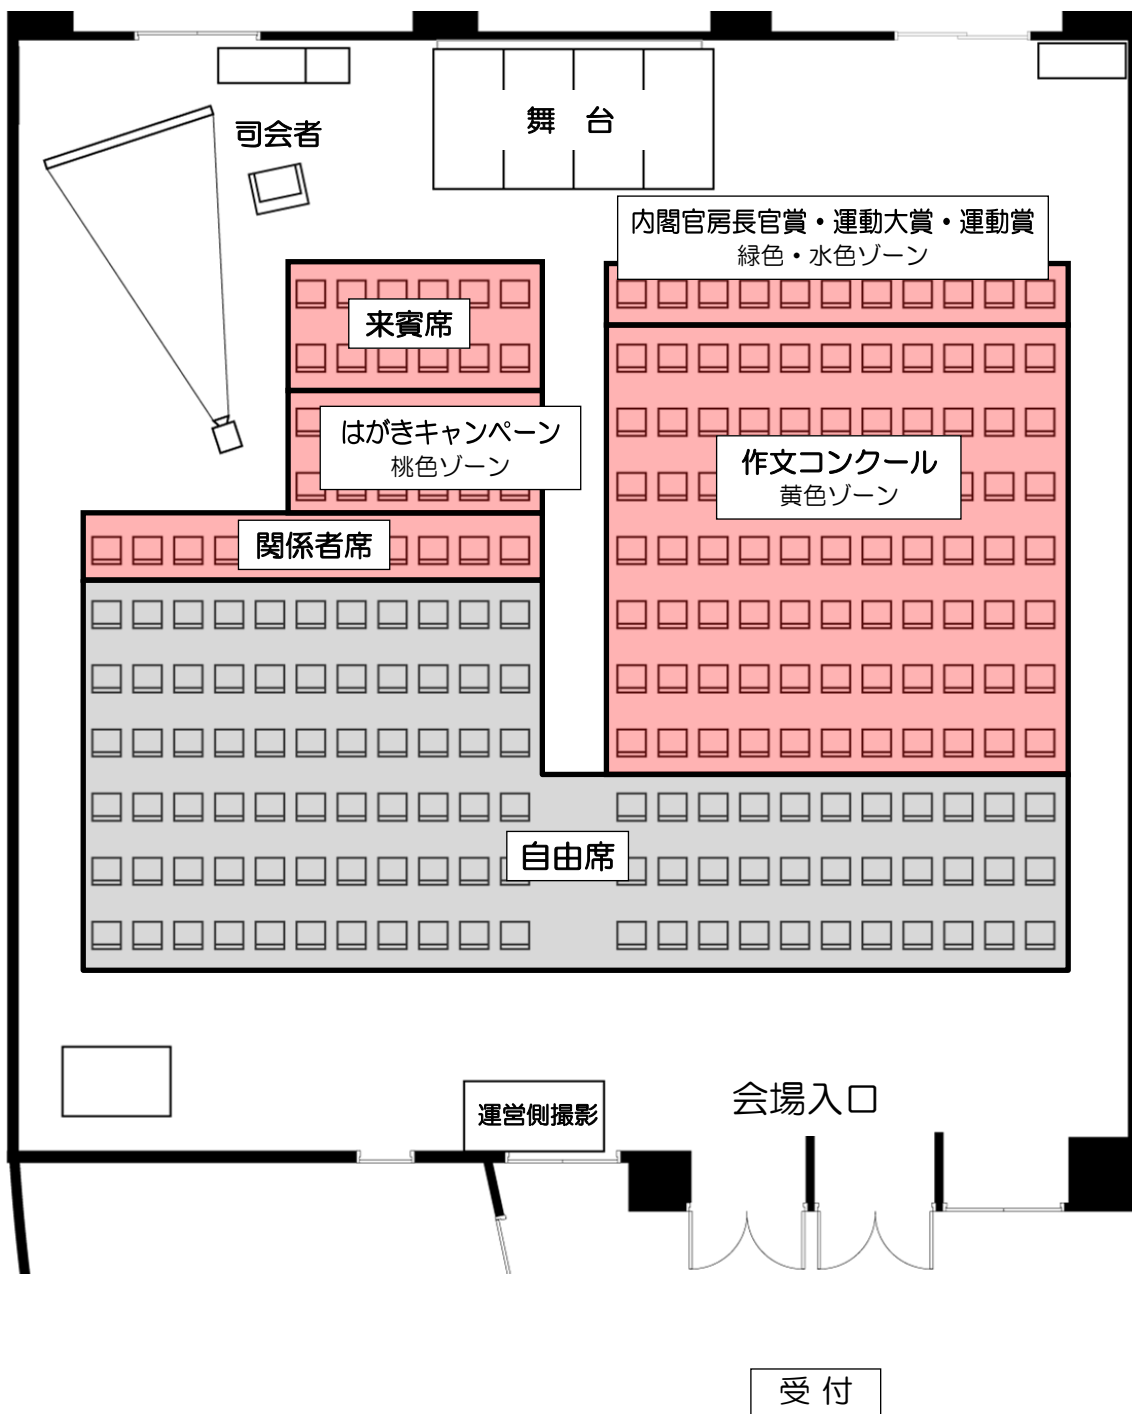 舞 台
司会者
内閣官房長官賞・運動大賞・運動賞
緑色・水色ゾーン
来賓席
はがきキャンペーン
桃色ゾーン
作文コンクール
黄色ゾーン
関係者席
自由席
会場入口
運営側撮影
受 付